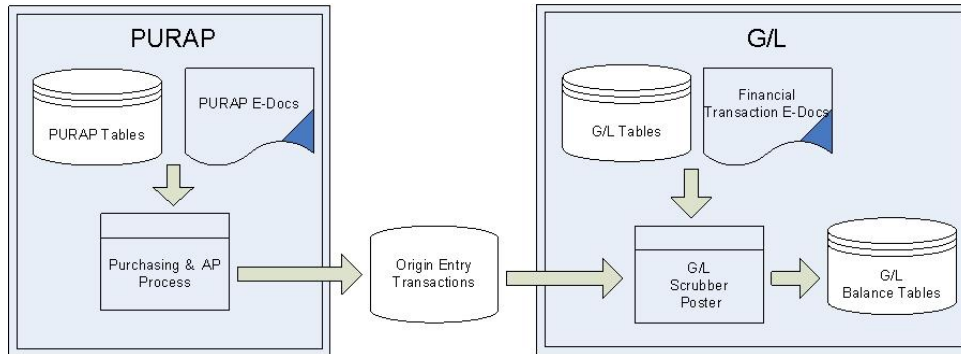 PURAP
PURAP Tables
PURAP E-Docs
Purchasing & AP
Process
Origin Entry
Transactions
G/L
G/L Tables
Financial
Transaction E-Docs
G/L
Scrubber
Poster
G/L
Balance Tables